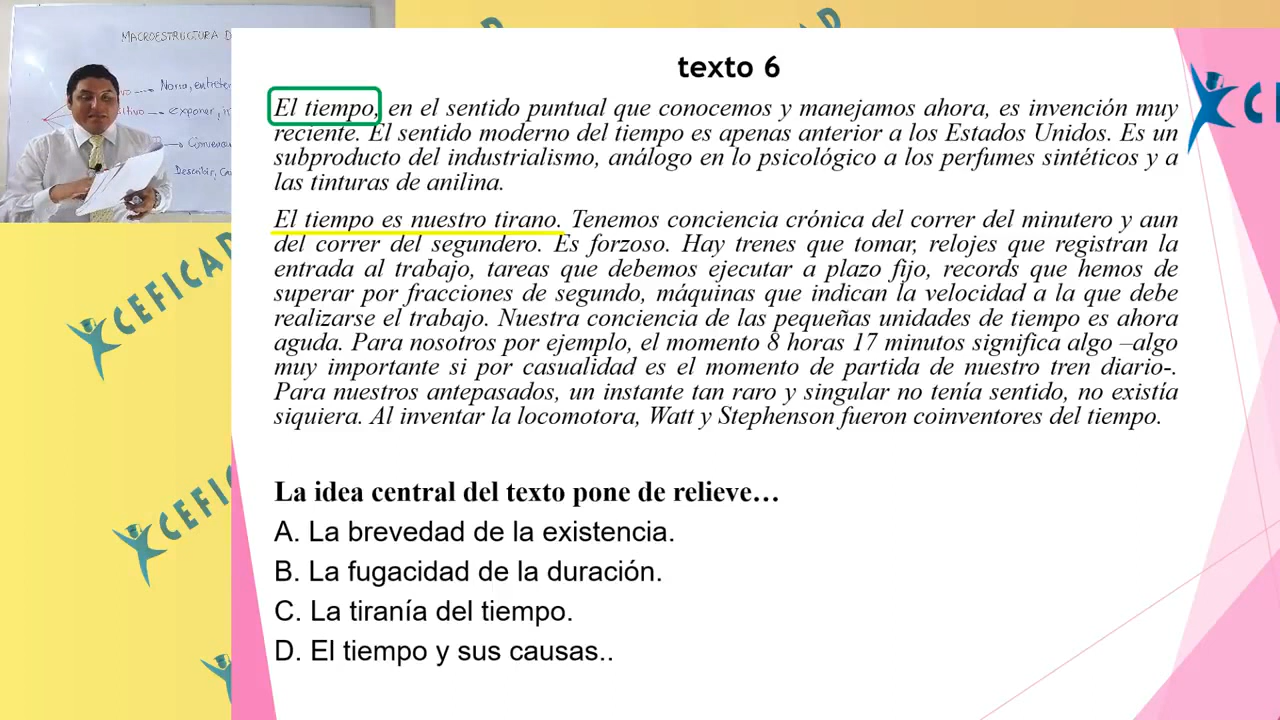 MACROESTRUCTURA D
texto 6
El tiempo, en el sentido puntual que conocemos y manejamos ahora, es invención muy
reciente. El sentido moderno del tiempo es apenas anterior a los Estados Unidos. Es un
subproducto del industrialismo, análogo en lo psicológico a los perfumes sintéticos y a
las tinturas de anilina.
El tiempo es nuestro tirano. Tenemos conciencia crónica del correr del minutero y aun
del correr del segundero. Es forzoso. Hay trenes que tomar, relojes que registran la
entrada al trabajo, tareas que debemos ejecutar a plazo fijo, records que hemos de
superar por fracciones de segundo, máquinas que indican la velocidad a la que debe
realizarse el trabajo. Nuestra conciencia de las pequeñas unidades de tiempo es ahora
aguda. Para nosotros por ejemplo, el momento 8 horas 17 minutos significa algo –algo
muy importante si por casualidad es el momento de partida de nuestro tren diario-.
Para nuestros antepasados, un instante tan raro y singular no tenía sentido, no existía
siquiera. Al inventar la locomotora, Watt y Stephenson fueron coinventores del tiempo.
La idea central del texto pone de relieve…
A. La brevedad de la existencia.
B. La fugacidad de la duración.
C. La tiranía del tiempo.
D. El tiempo y sus causas..
CEFICAD
CEFI